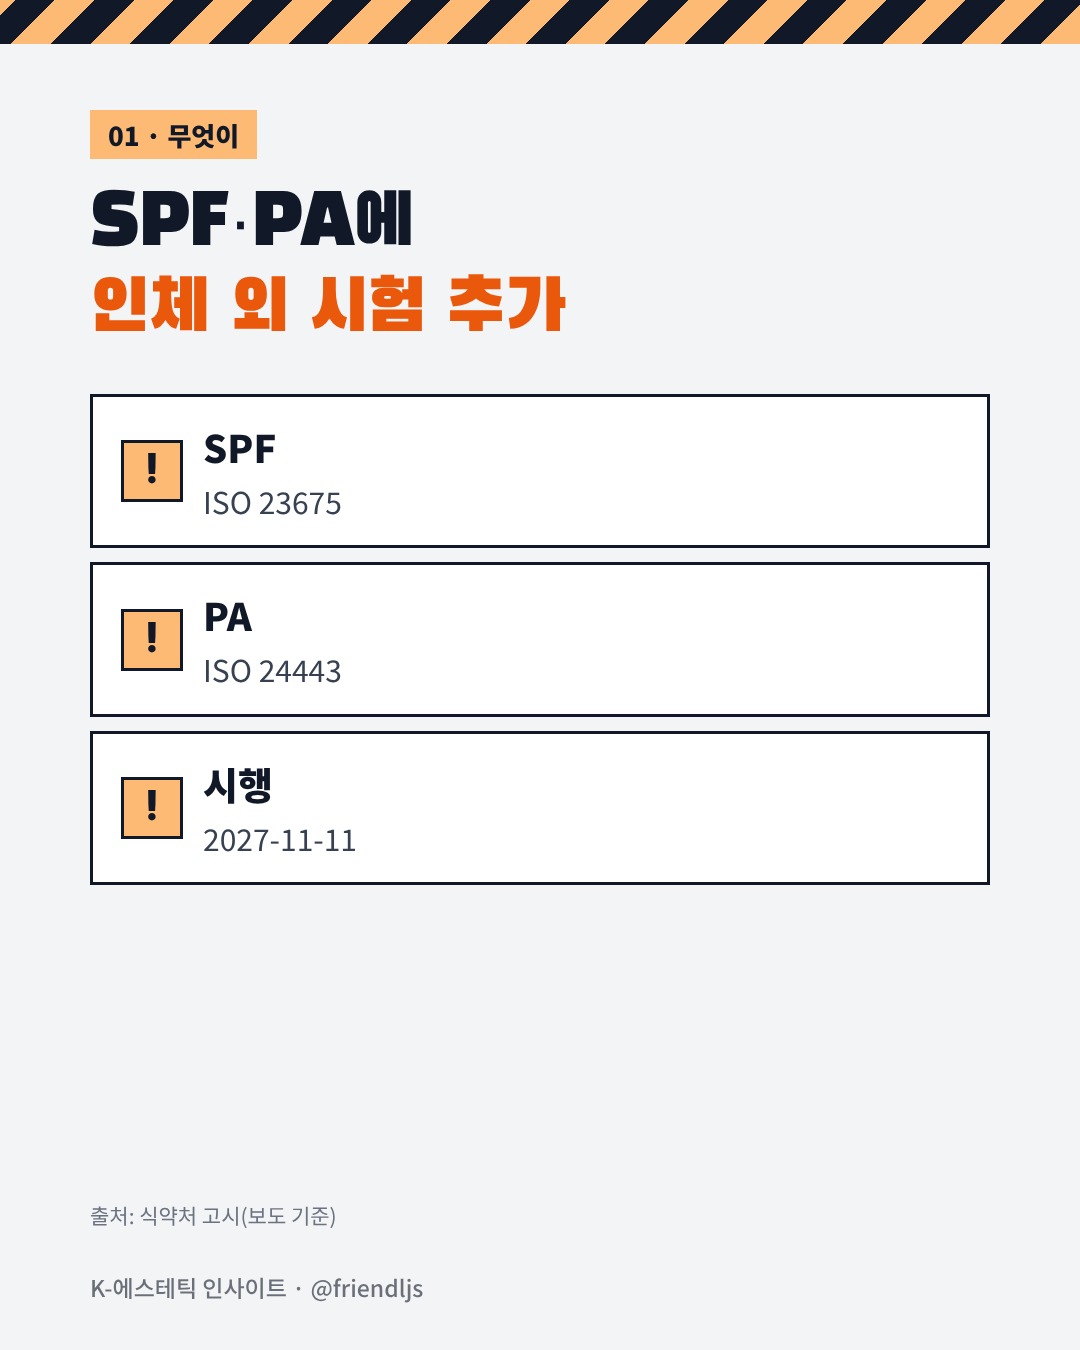 01 · 무엇이
SPF·PA에
인체 외 시험 추가
!
SPF
ISO 23675
!
PA
ISO 24443
!
시행
2027-11-11
출처: 식약처 고시(보도 기준)
K-에스테틱 인사이트 · @friendljs